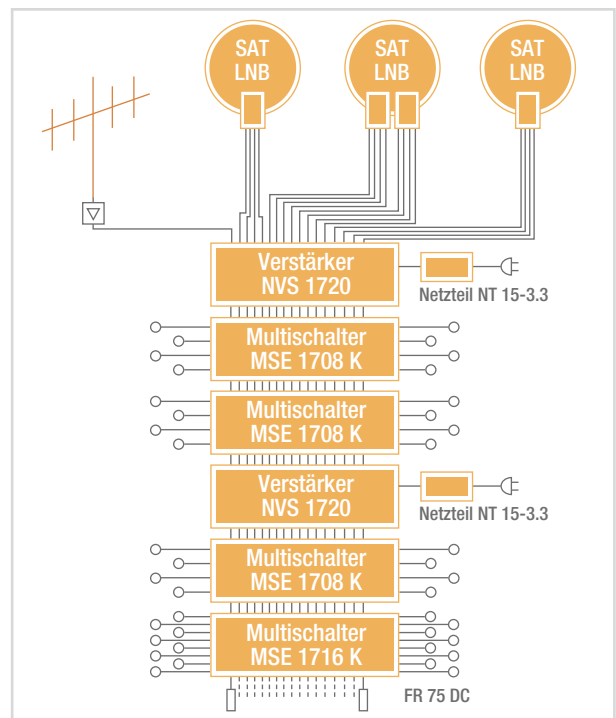 SAT
LNB
SAT
LNB
SAT
LNB
Verstärker
NVS 1720
Netzteil NT 15-3.3
Multischalter
MSE 1708 K
Multischalter
MSE 1708 K
Verstärker
NVS 1720
Netzteil NT 15-3.3
Multischalter
MSE 1708 K
Multischalter
MSE 1716 K
FR 75 DC